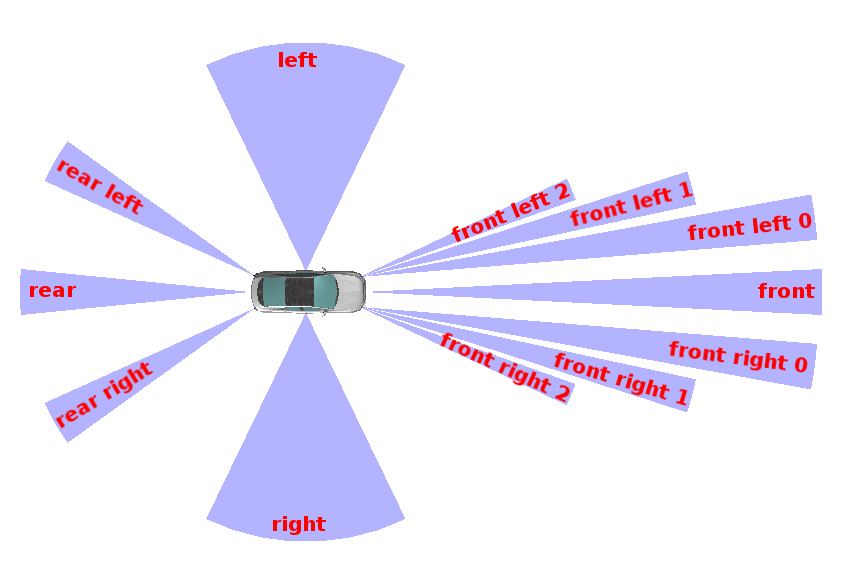 left
rear left
front left 2
front left 1
front left 0
rear
front
front right 0
front right 1
front right 2
rear right
right